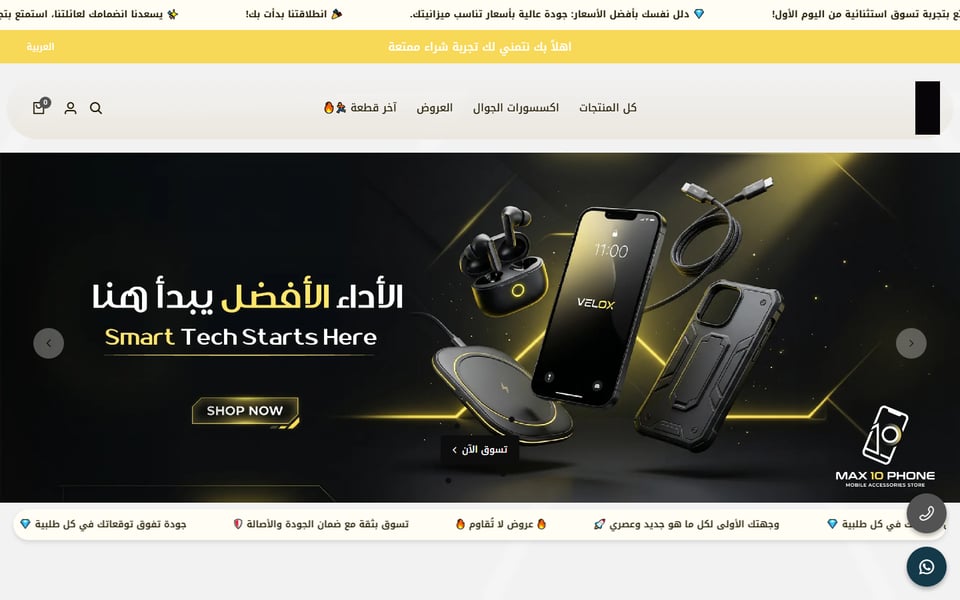 بتجربة تسوق استثنائية من اليوم الأول!
💎 دلل نفسك بأفضل الأسعار: جودة عالية بأسعار تناسب ميزانيتك.
🎉 انطلاقتنا بدأت بك!
✨ يسعدنا انضمامك لعائلتنا، استمتع
اهلاً بك نتمني لك تجربة شراء ممتعة
العربية
كل المنتجات
اكسسورات الجوال
العروض
آخر قطعة
0
11:00
VELOX
الأداء الأفضل يبدأ هنا
Smart Tech Starts Here
SHOP NOW
تسوق الآن
MAX 10 PHONE
MOBILE ACCESSORIES STORE
في كل طلبية 💎
وجهتك الأولى لكل ما هو جديد وعصري 🚀
🔥 عروض لا تُقاوم 🔥
تسوق بثقة مع ضمان الجودة والأصالة
جودة تفوق توقعاتك في كل طلبية 💎